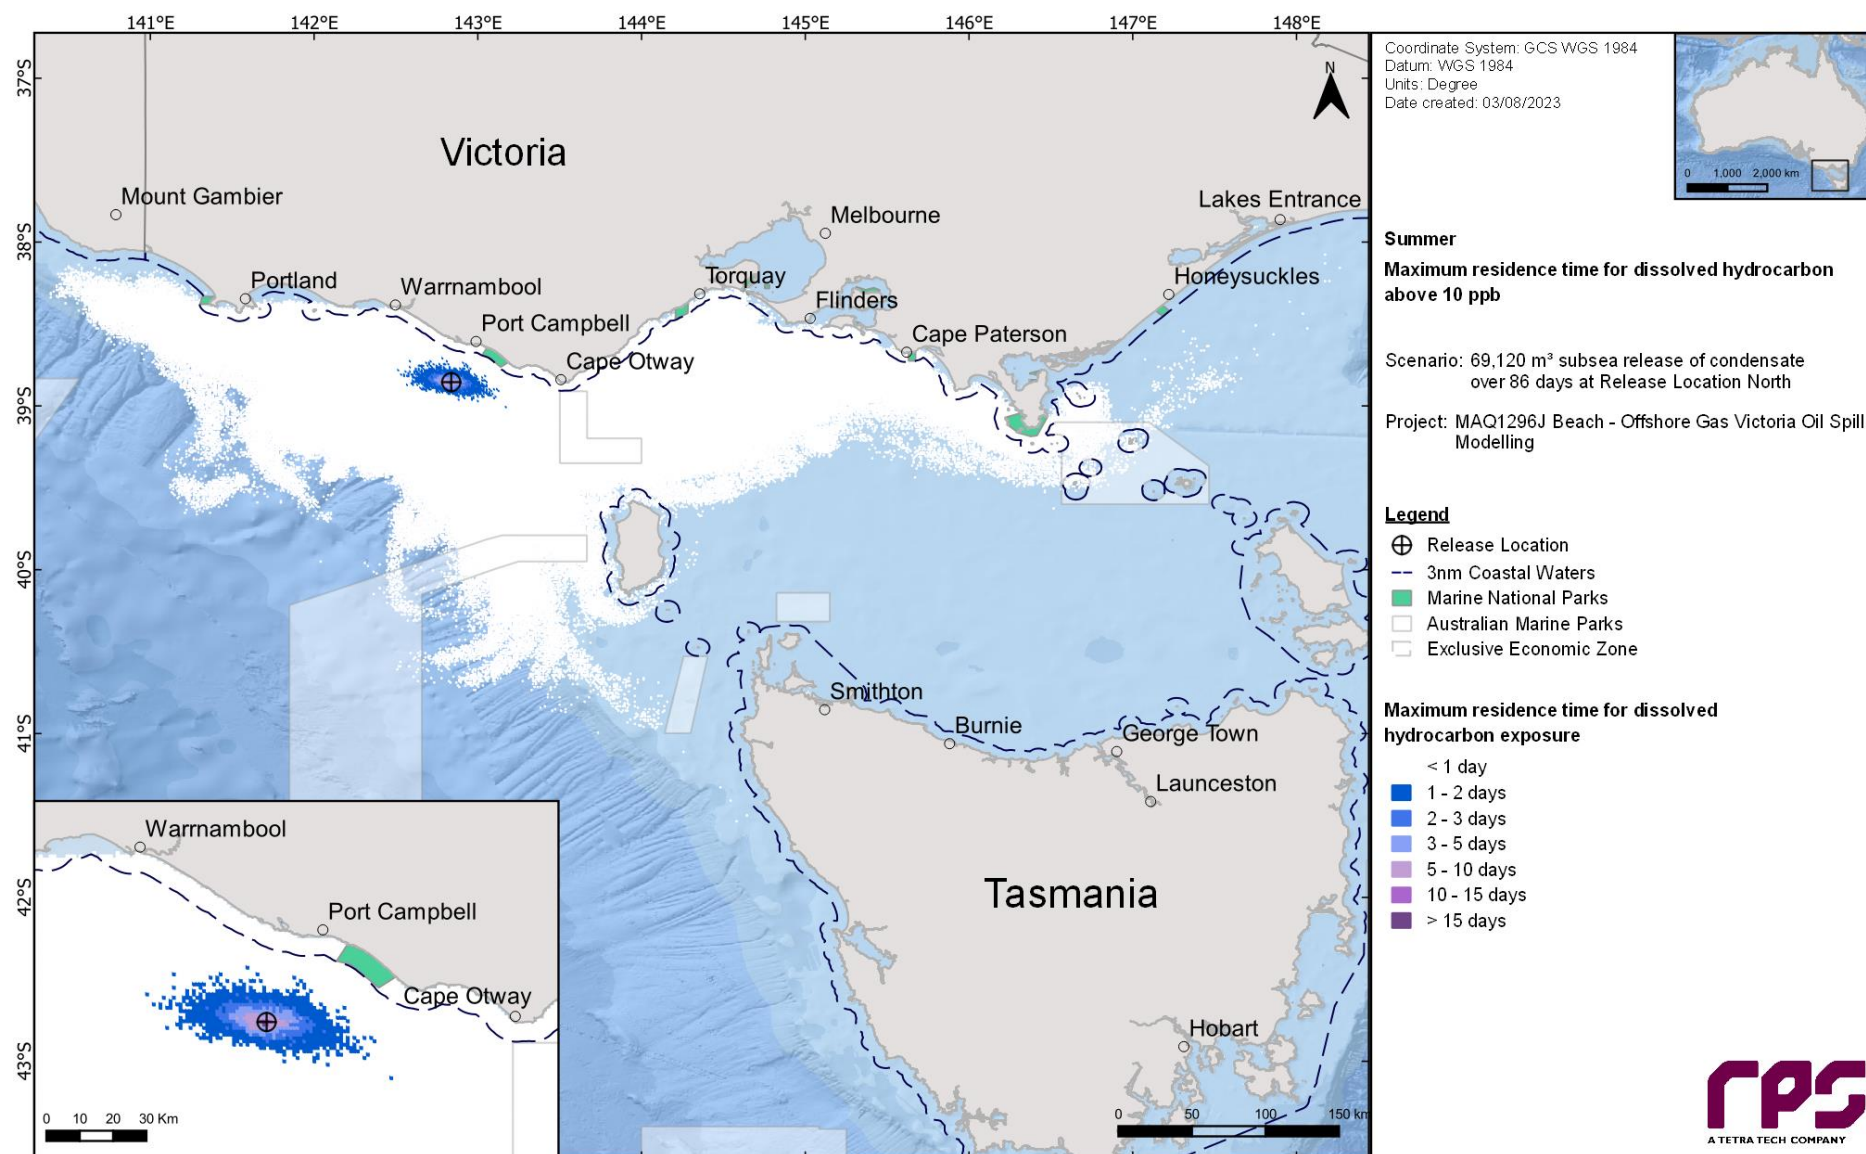 141°E 142°E 143°E 144°E 145°E 146°E 147°E 148°E
37°S
38°S
39°S
40°S
41°S
42°S
43°S
N
Victoria
Mount Gambier
Portland
Warrnambool
Port Campbell
Cape Otway
Torquay
Melbourne
Flinders
Cape Paterson
Lakes Entrance
Honeysuckles
Smithton
Burnie
George Town
Launceston
Tasmania
Hobart
0 50 100 150 km
Warrnambool
Port Campbell
Cape Otway
0 10 20 30 Km
Coordinate System: GCS WGS 1984
Datum: WGS 1984
Units: Degree
Date created: 03/08/2023
0 1,000 2,000 km
Summer
Maximum residence time for dissolved hydrocarbon
above 10 ppb
Scenario: 69,120 m³ subsea release of condensate
over 86 days at Release Location North
Project: MAQ1296J Beach - Offshore Gas Victoria Oil Spill
Modelling
Legend
Release Location
3nm Coastal Waters
Marine National Parks
Australian Marine Parks
Exclusive Economic Zone
Maximum residence time for dissolved
hydrocarbon exposure
< 1 day
1 - 2 days
2 - 3 days
3 - 5 days
5 - 10 days
10 - 15 days
> 15 days
rps
A TETRA TECH COMPANY